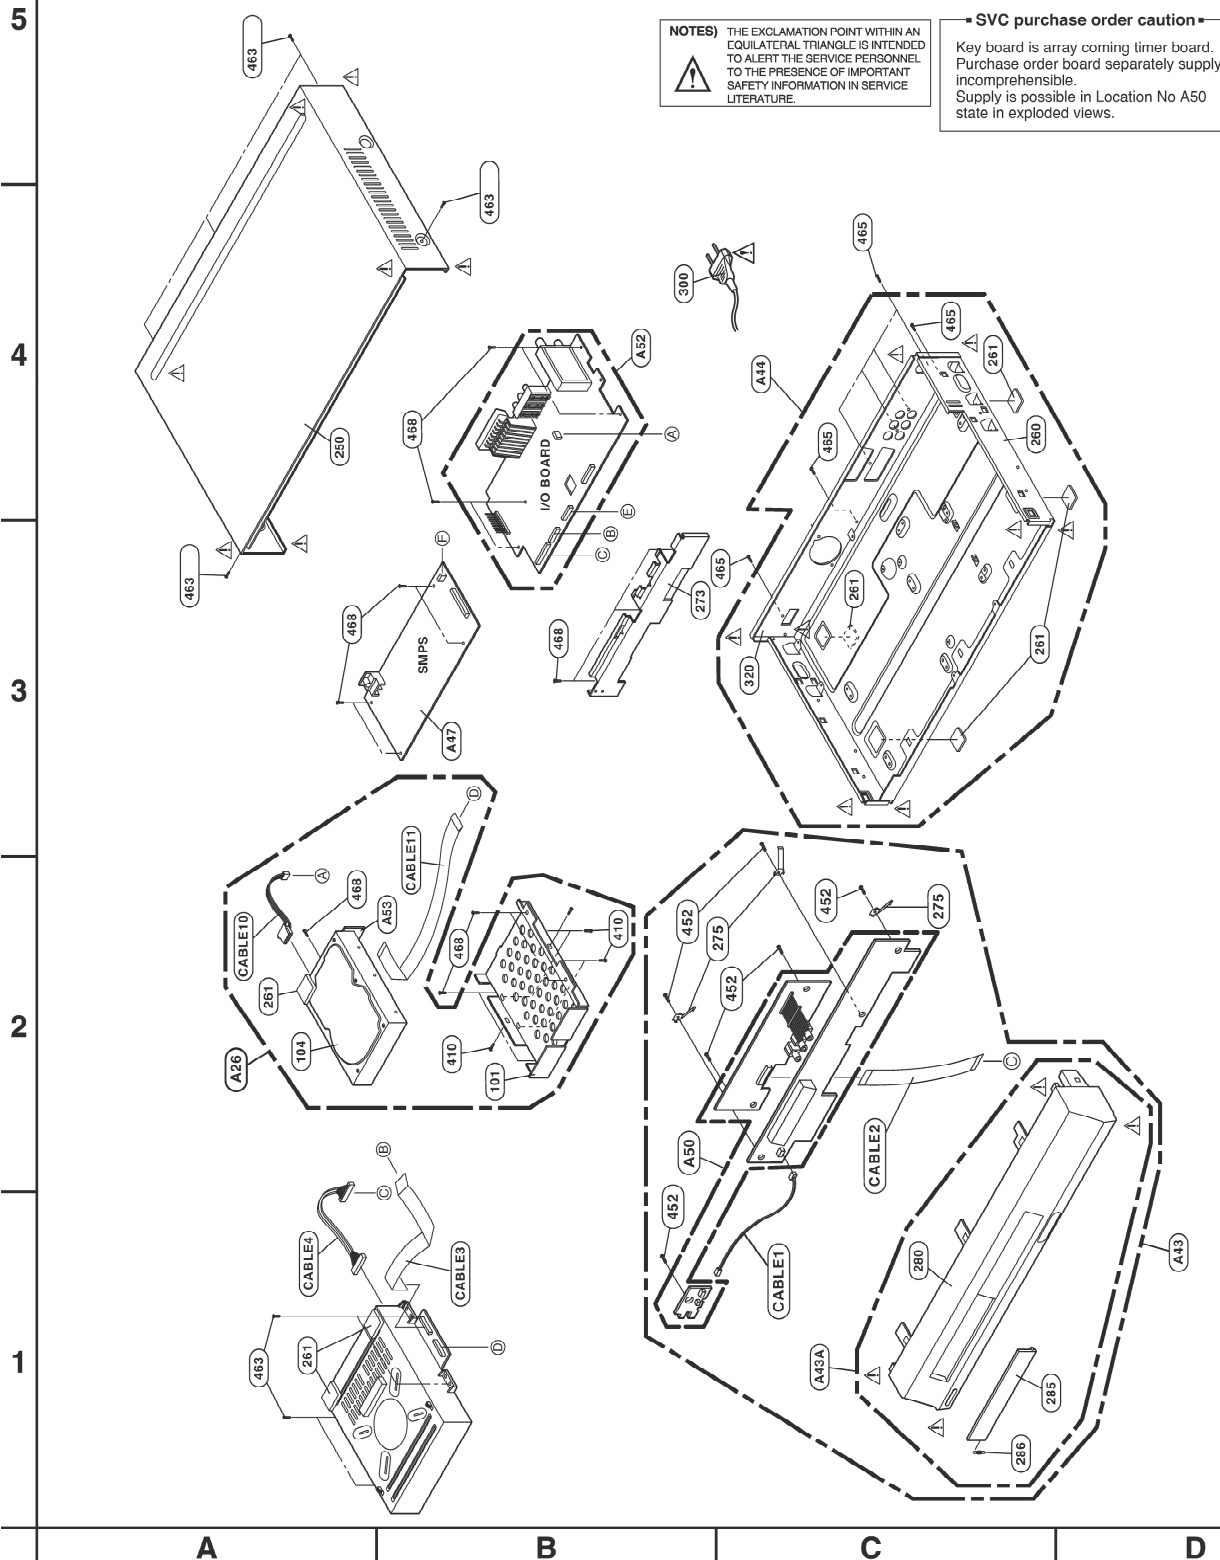 5
463
NOTES) THE EXCLAMATION POINT WITHIN AN
EQUILATERAL TRIANGLE IS INTENDED
TO ALERT THE SERVICE PERSONNEL
TO THE PRESENCE OF IMPORTANT
SAFETY INFORMATION IN SERVICE
LITERATURE.
SVC purchase order caution
Key board is array coming timer board.
Purchase order board separately supply
incomprehensible.
Supply is possible in Location No A50
state in exploded views.
463
465
300
465
4
A52
261
A44
468
A
260
250
465
I/O BOARD
E
B
C
F
463
465
261
273
468
468
SMPS
261
320
3
A47
D
CABLE11
A
468
452
275
A53
410
452
CABLE10
275
468
261
452
2
104
410
A26
101
C
B
A50
CABLE2
C
452
CABLE4
CABLE3
CABLE1
280
A43
D
463
261
A43A
1
285
286
A
B
C
D